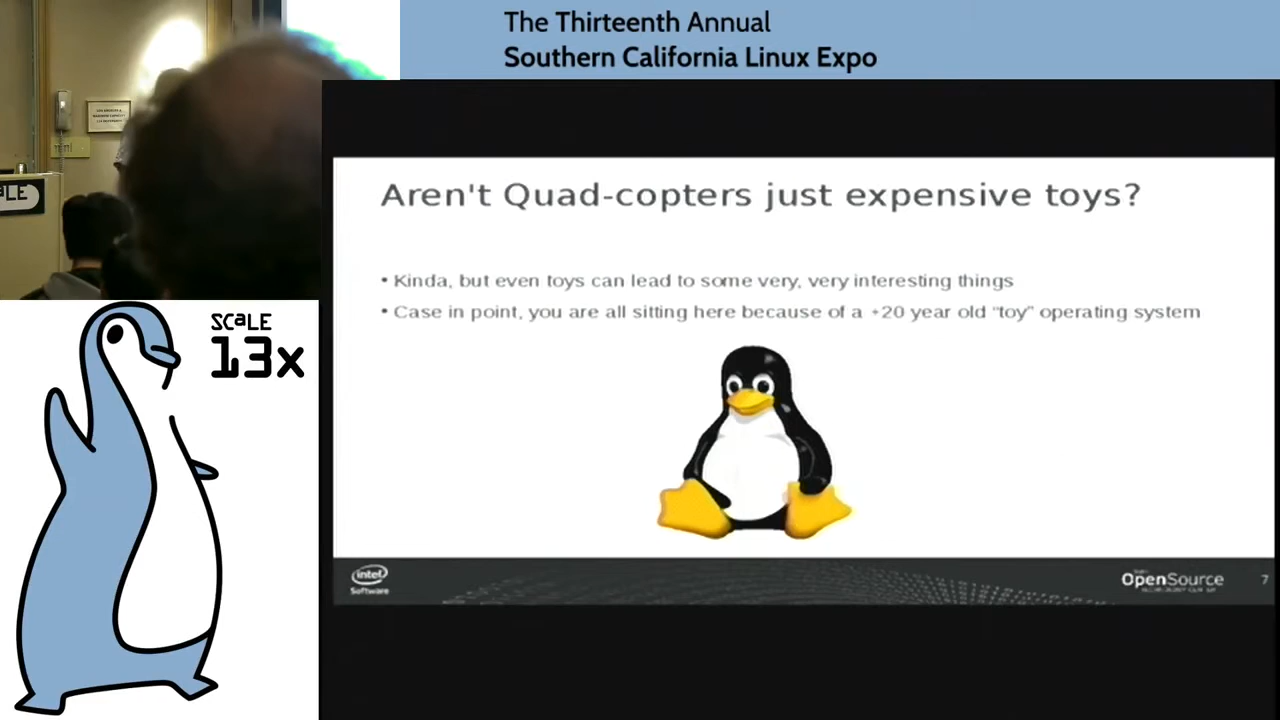 The Thirteenth Annual
Southern California Linux Expo
SCaLE
13x
aLE
Aren't Quad-copters just expensive toys?
• Kinda, but even toys can lead to some very, very interesting things
• Case in point, you are all sitting here because of a +20 year old “toy” operating system
intel
Software
OpenSource
7